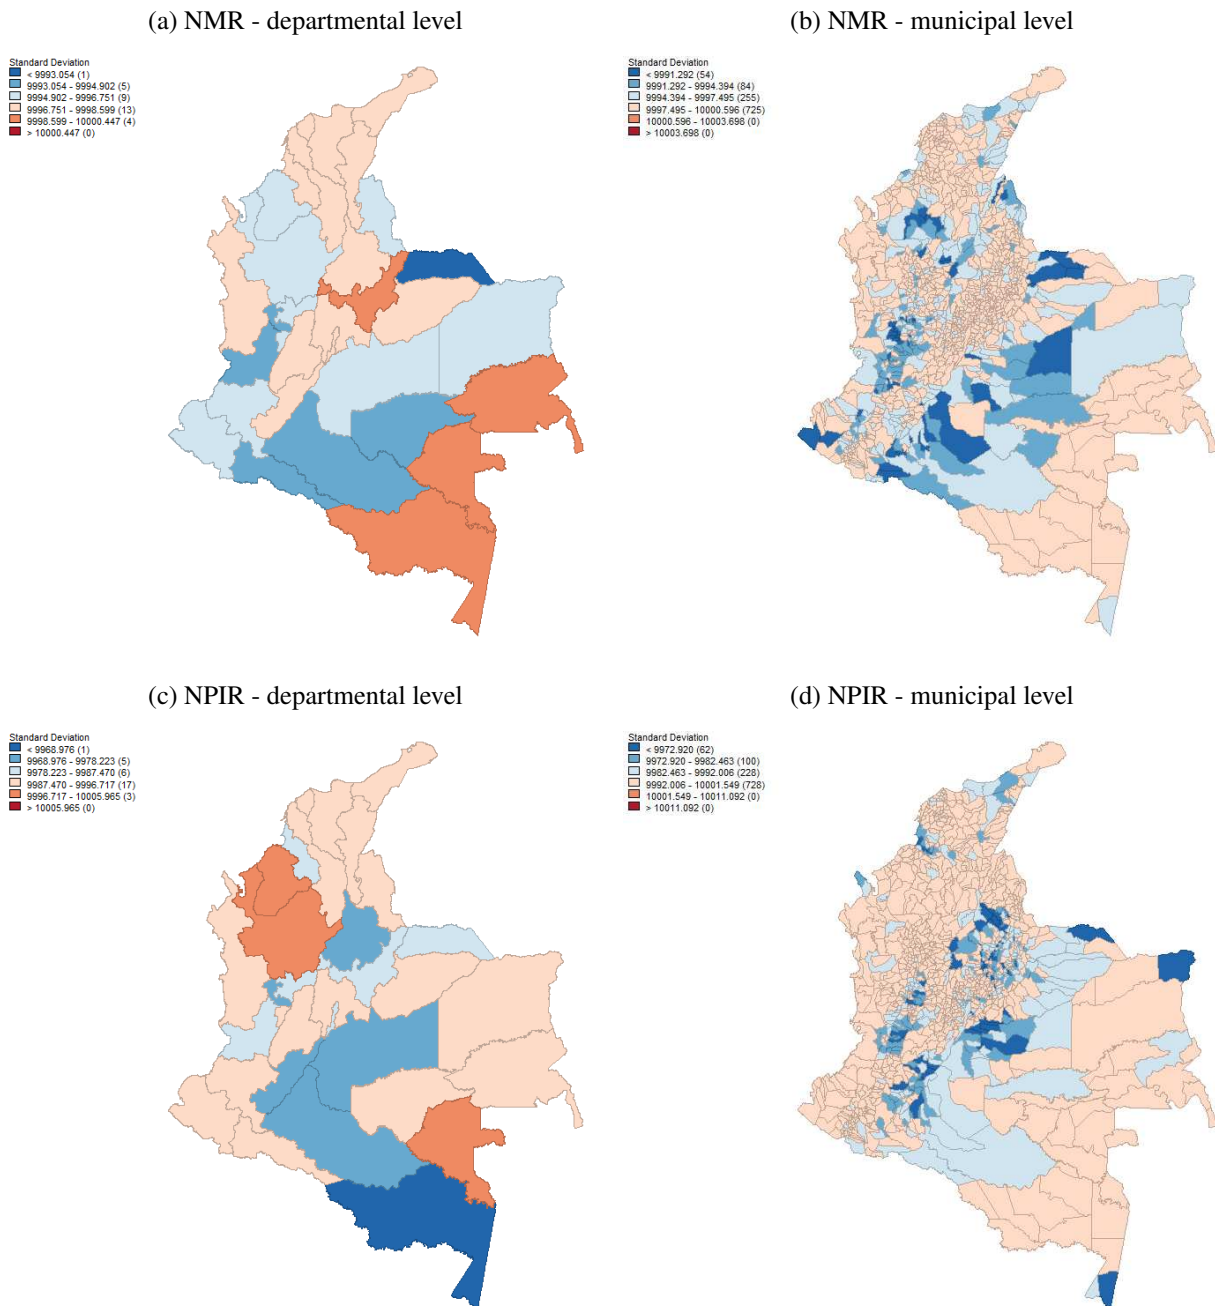 (a) NMR - departmental level
Standard Deviation
< 9993.054 (1)
9993.054 - 9994.902 (5)
9994.902 - 9996.751 (9)
9996.751 - 9998.599 (13)
9998.599 - 10000.447 (4)
> 10000.447 (0)
(b) NMR - municipal level
Standard Deviation
< 9991.292 (54)
9991.292 - 9994.394 (84)
9994.394 - 9997.495 (255)
9997.495 - 10000.596 (725)
10000.596 - 10003.698 (0)
> 10003.698 (0)
(c) NPIR - departmental level
Standard Deviation
< 9968.976 (1)
9968.976 - 9978.223 (5)
9978.223 - 9987.470 (6)
9987.470 - 9996.717 (17)
9996.717 - 10005.965 (3)
> 10005.965 (0)
(d) NPIR - municipal level
Standard Deviation
< 9972.920 (62)
9972.920 - 9982.463 (100)
9982.463 - 9992.006 (228)
9992.006 - 10001.549 (728)
10001.549 - 10011.092 (0)
> 10011.092 (0)